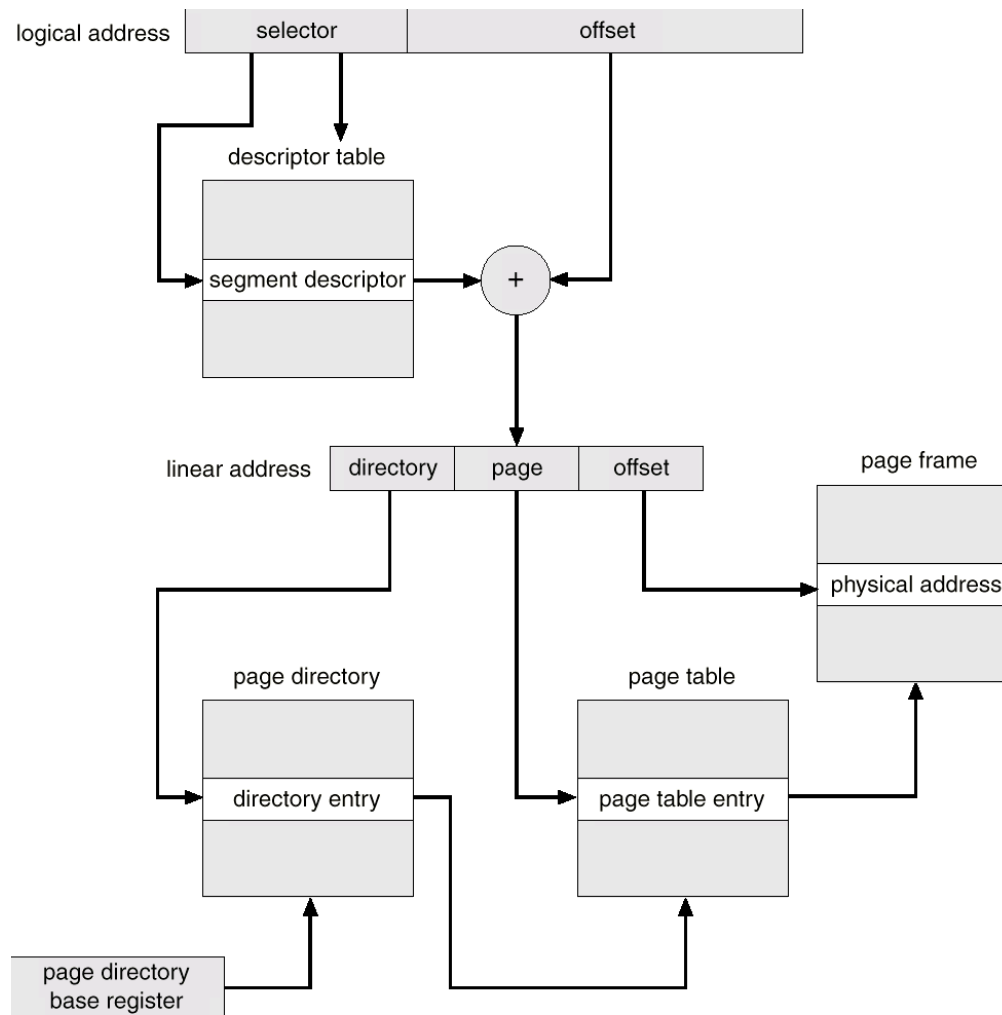 logical address selector offset
descriptor table
segment descriptor +
linear address directory page offset
page frame
physical address
page directory page table
directory entry page table entry
page directory
base register